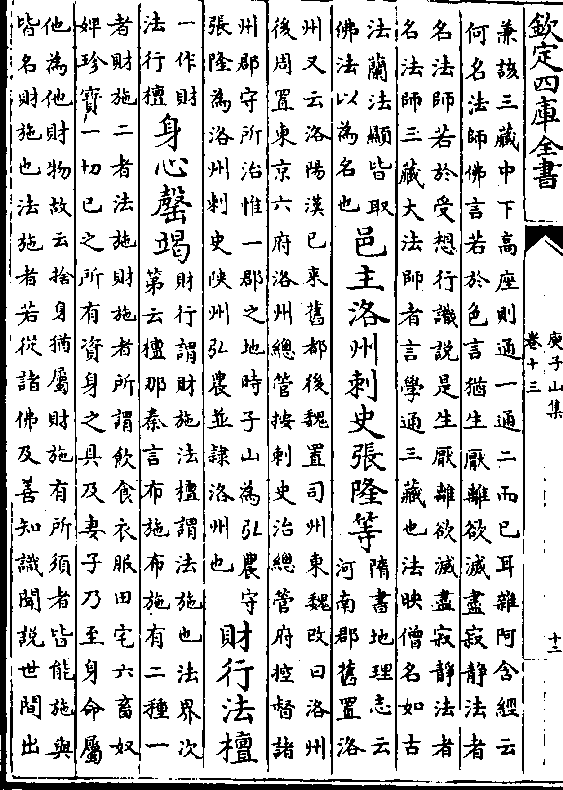 欽定四庫全書
庚子山集
卷十三
十二
兼該三藏中下高座則通一通二而已耳雜阿含經云
何名法師佛言若於色言猶生厭離欲滅盡寂靜法者
名法師若於受想行識說是生厭離欲滅盡寂靜法者
名法師三藏大法師者言學通三藏也法映僧名如古
法蘭法顯皆取
佛法以為名也
邑主洛州刺史張隆等
隋書地理志云
河南郡舊置洛
州又云洛陽漢已來舊都後魏置司州東魏改曰洛州
後周置東京六府洛州總管按刺史治總管府控督諸
州郡守所治惟一郡之地時子山為弘農守
張隆為洛州刺史陝州弘農並隸洛州也
財行法檀
一作財
法行檀
身心罄竭
財行謂財施法檀謂法施也法界次
第云檀那秦言布施布施有二種一
者財施二者法施財施者所謂飲食衣服田宅六畜奴
婢珍寶一切已之所有資身之具及妻子乃至身命屬
他為他財物故云捨身猶屬財施有所須者皆能施與
皆名財施也法施者若從諸佛及善知識聞說世間出